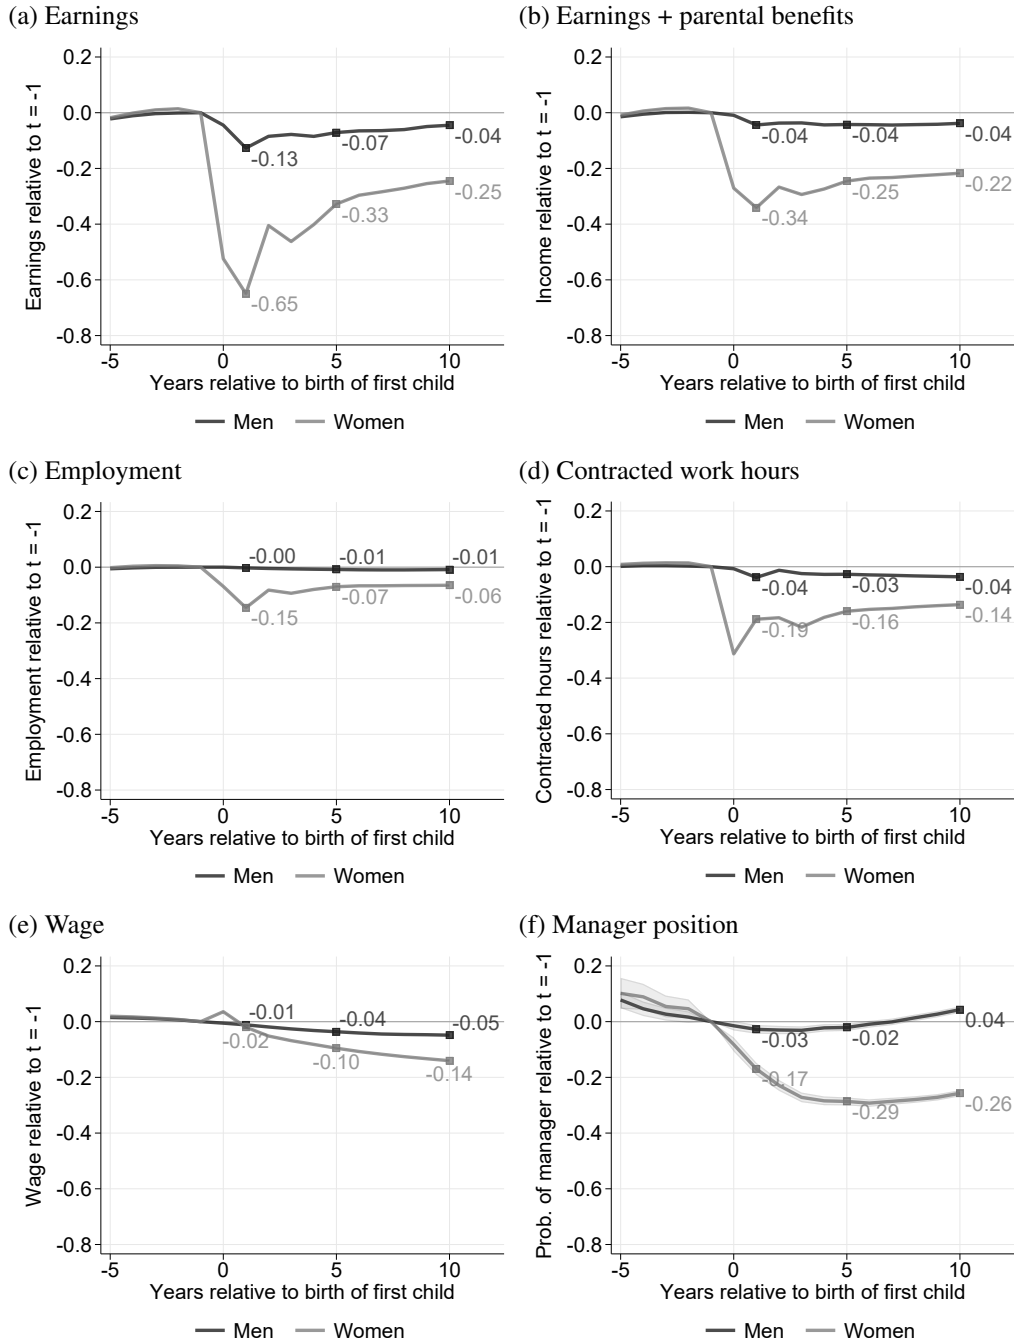 (a) Earnings
Earnings relative to t = -1
0.2
0.0
-0.2
-0.4
-0.6
-0.8
-0.13
-0.07
-0.04
-0.65
-0.33
-0.25
-5 0 5 10
Years relative to birth of first child
Men Women
(b) Earnings + parental benefits
Income relative to t = -1
0.2
0.0
-0.2
-0.4
-0.6
-0.8
-0.04
-0.04
-0.04
-0.34
-0.25
-0.22
-5 0 5 10
Years relative to birth of first child
Men Women
(c) Employment
Employment relative to t = -1
0.2
0.0
-0.2
-0.4
-0.6
-0.8
-0.00
-0.01
-0.01
-0.15
-0.07
-0.06
-5 0 5 10
Years relative to birth of first child
Men Women
(d) Contracted work hours
Contracted hours relative to t = -1
0.2
0.0
-0.2
-0.4
-0.6
-0.8
-0.04
-0.03
-0.04
-0.19
-0.16
-0.14
-5 0 5 10
Years relative to birth of first child
Men Women
(e) Wage
Wage relative to t = -1
0.2
0.0
-0.2
-0.4
-0.6
-0.8
-0.01
-0.04
-0.05
-0.02
-0.10
-0.14
-5 0 5 10
Years relative to birth of first child
Men Women
(f) Manager position
Prob. of manager relative to t = -1
0.2
0.0
-0.2
-0.4
-0.6
-0.8
-0.03
-0.02
0.04
-0.17
-0.29
-0.26
-5 0 5 10
Years relative to birth of first child
Men Women